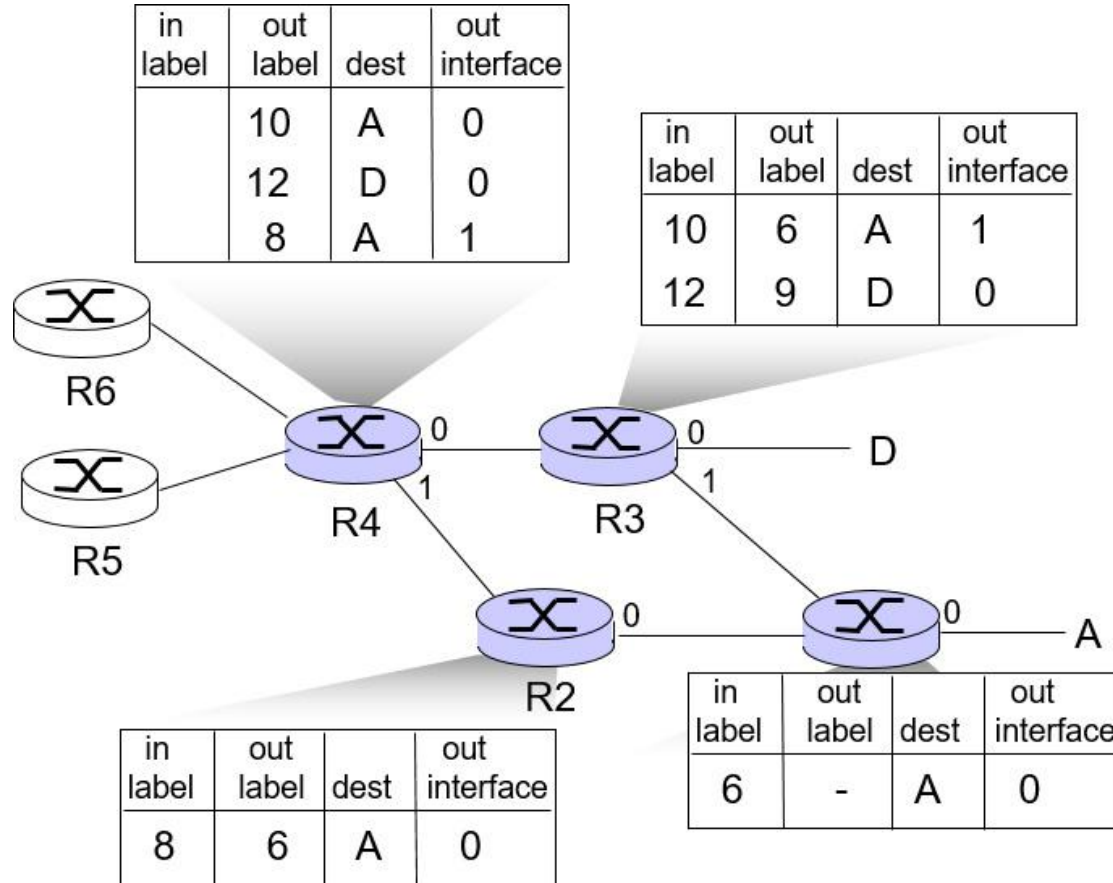 in out out
label label dest interface
10 A 0
12 D 0
8 A 1
in out out
label label dest interface
10 6 A 1
12 9 D 0
R6
0
R4
1
0
R3
1
D
R5
0
R2
0
A
in out out
label label dest interface
6 - A 0
in out out
label label dest interface
8 6 A 0